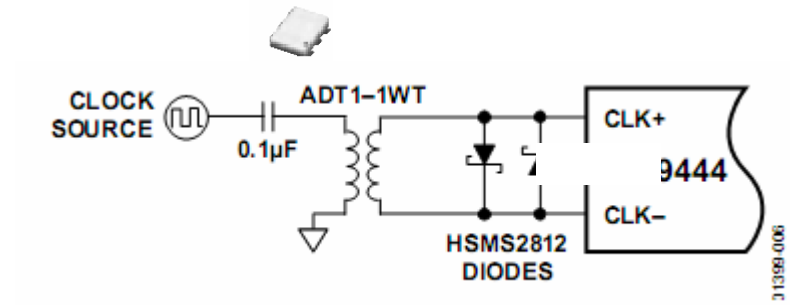 CLOCK
SOURCE
0.1µF
ADT1–1WT
CLK+
9444
CLK–
HSMS2812
DIODES
01399-006